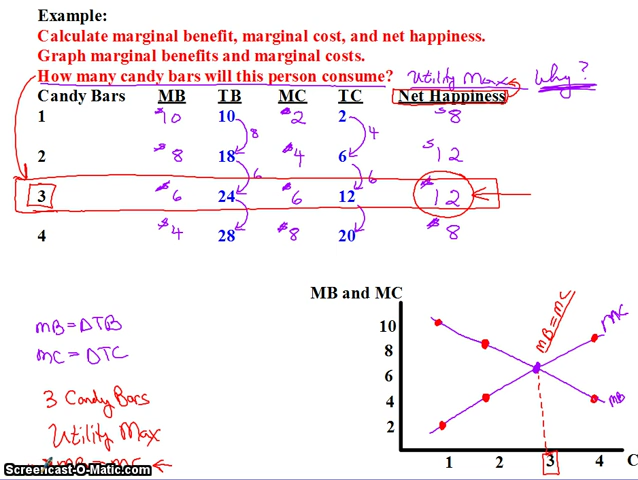 Example:
Calculate marginal benefit, marginal cost, and net happiness.
Graph marginal benefits and marginal costs.
How many candy bars will this person consume? Utility Max Why?
Candy Bars MB TB MC TC Net Happiness
1 $10 10 $2 2 $8
8 4
2 $8 18 $4 6 $12
6 6
3 $6 24 $6 12 $12
4 $4 28 $8 20 $8
MB and MC
MB = MC
MC
10
8
6
4
2
MB
1 2 3 4 C
MB = ΔTB
MC = ΔTC
3 Candy Bars
Utility Max
MB = MC
Screencast-O-Matic.com